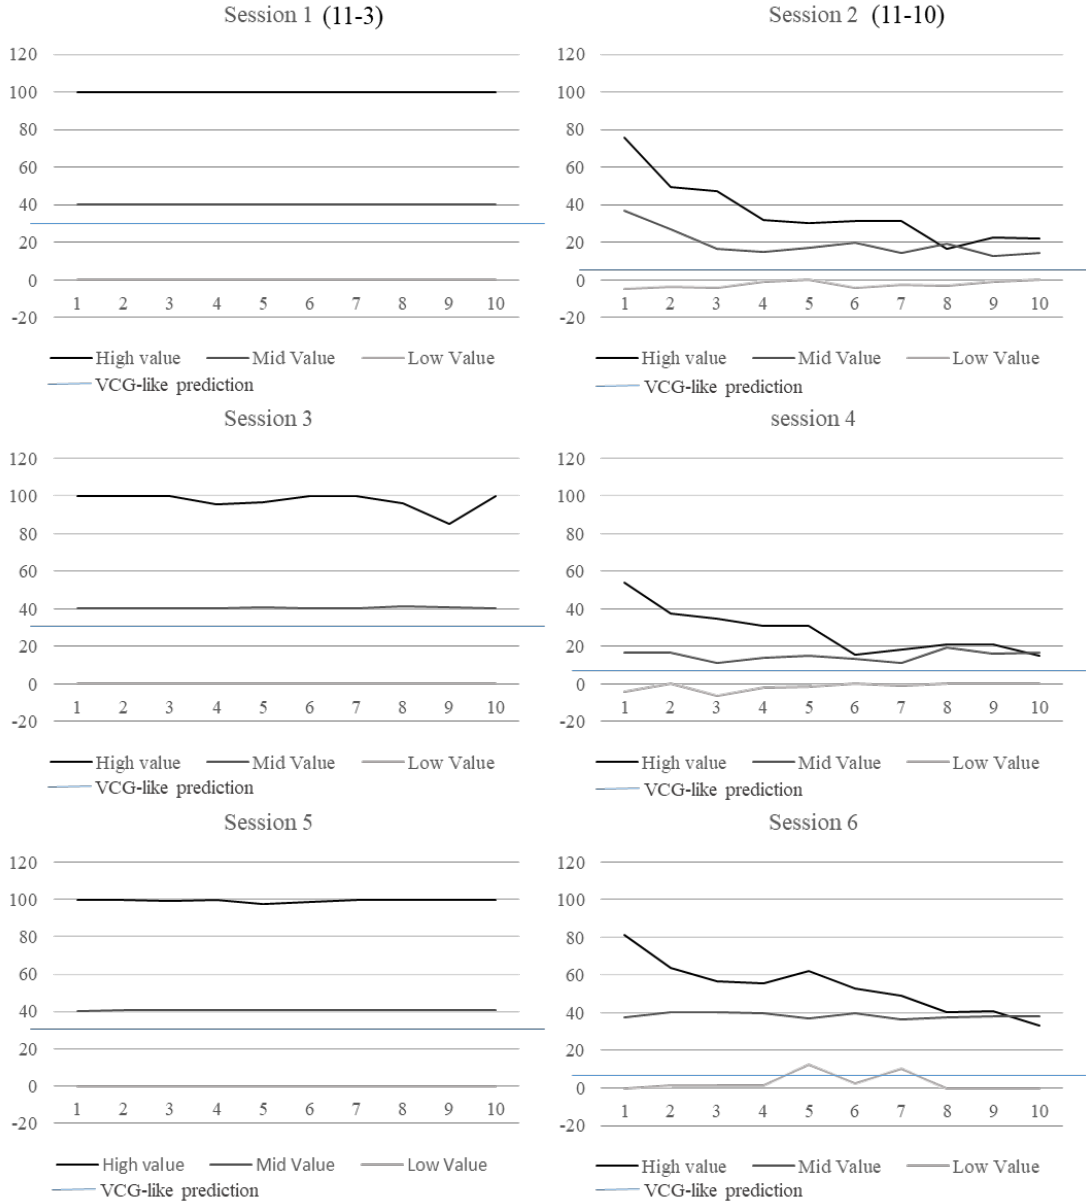 Session 1 (11-3)
120
100
80
60
40
20
0
-20
1 2 3 4 5 6 7 8 9 10
High value Mid Value Low Value
VCG-like prediction
Session 2 (11-10)
120
100
80
60
40
20
0
-20
1 2 3 4 5 6 7 8 9 10
High value Mid Value Low Value
VCG-like prediction
Session 3
120
100
80
60
40
20
0
-20
1 2 3 4 5 6 7 8 9 10
High value Mid Value Low Value
VCG-like prediction
session 4
120
100
80
60
40
20
0
-20
1 2 3 4 5 6 7 8 9 10
High value Mid Value Low Value
VCG-like prediction
Session 5
120
100
80
60
40
20
0
-20
1 2 3 4 5 6 7 8 9 10
High value Mid Value Low Value
VCG-like prediction
Session 6
120
100
80
60
40
20
0
-20
1 2 3 4 5 6 7 8 9 10
High value Mid Value Low Value
VCG-like prediction